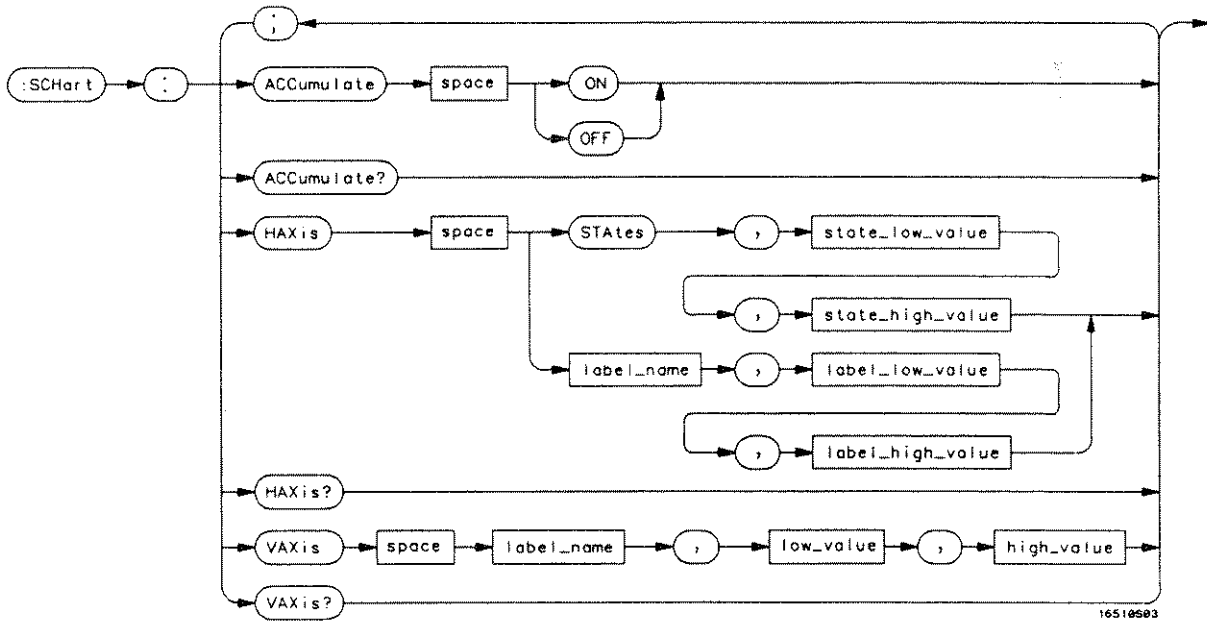 ;
:SCHart : ACCumulate space ON
OFF
ACCumulate?
HAXis space STAtes , state_low_value
, state_high_value
label_name , label_low_value
, label_high_value
HAXis?
VAXis space label_name , low_value , high_value
VAXis?
16510S03